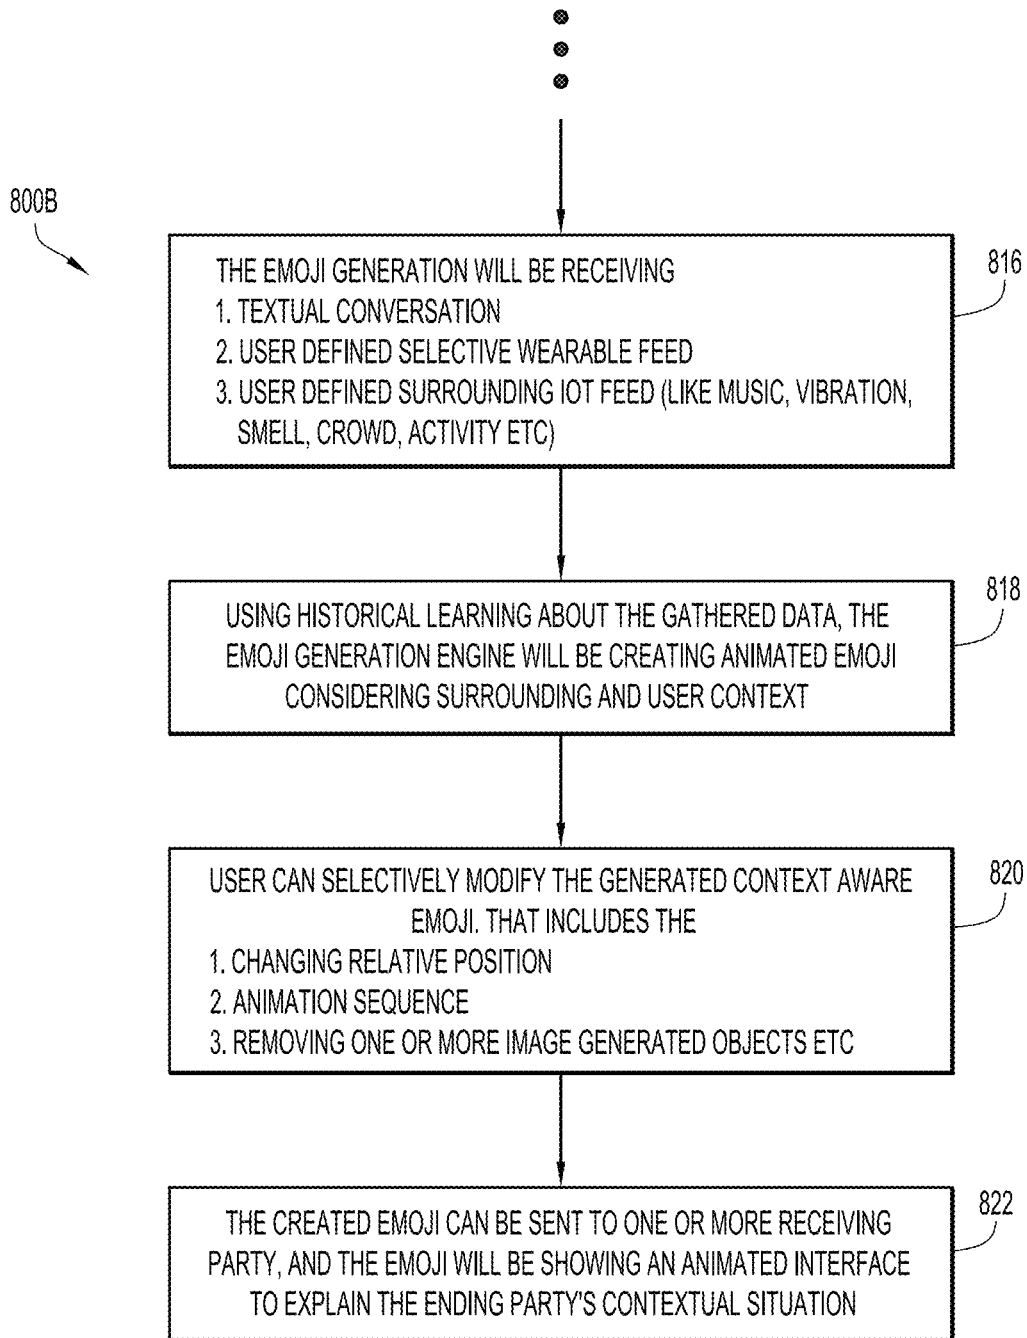 800B
THE EMOJI GENERATION WILL BE RECEIVING
1. TEXTUAL CONVERSATION
2. USER DEFINED SELECTIVE WEARABLE FEED
3. USER DEFINED SURROUNDING IOT FEED (LIKE MUSIC, VIBRATION,
SMELL, CROWD, ACTIVITY ETC)
816
USING HISTORICAL LEARNING ABOUT THE GATHERED DATA, THE
EMOJI GENERATION ENGINE WILL BE CREATING ANIMATED EMOJI
CONSIDERING SURROUNDING AND USER CONTEXT
818
USER CAN SELECTIVELY MODIFY THE GENERATED CONTEXT AWARE
EMOJI. THAT INCLUDES THE
1. CHANGING RELATIVE POSITION
2. ANIMATION SEQUENCE
3. REMOVING ONE OR MORE IMAGE GENERATED OBJECTS ETC
820
THE CREATED EMOJI CAN BE SENT TO ONE OR MORE RECEIVING
PARTY, AND THE EMOJI WILL BE SHOWING AN ANIMATED INTERFACE
TO EXPLAIN THE ENDING PARTY'S CONTEXTUAL SITUATION
822